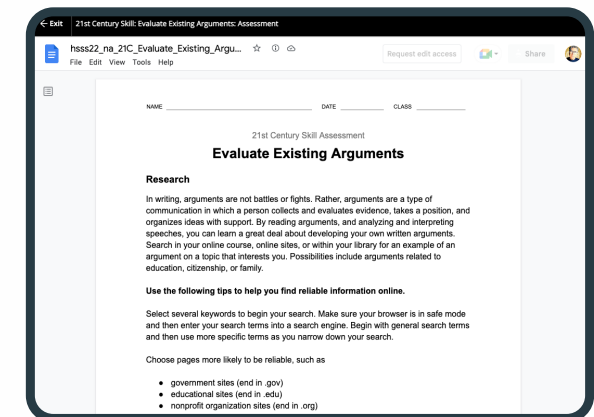 ← Exit 21st Century Skill: Evaluate Existing Arguments: Assessment
hsss22_na_21C_Evaluate_Existing_Argu...
Request edit access
Share
File Edit View Tools Help
NAME DATE CLASS
21st Century Skill Assessment
Evaluate Existing Arguments
Research
In writing, arguments are not battles or fights. Rather, arguments are a type of
communication in which a person collects and evaluates evidence, takes a position, and
organizes ideas with support. By reading arguments, and analyzing and interpreting
speeches, you can learn a great deal about developing your own written arguments.
Search in your online course, online sites, or within your library for an example of an
argument on a topic that interests you. Possibilities include arguments related to
education, citizenship, or family.
Use the following tips to help you find reliable information online.
Select several keywords to begin your search. Make sure your browser is in safe mode
and then enter your search terms into a search engine. Begin with general search terms
and then use more specific terms as you narrow down your search.
Choose pages more likely to be reliable, such as
● government sites (end in .gov)
● educational sites (end in .edu)
● nonprofit organization sites (end in .org)